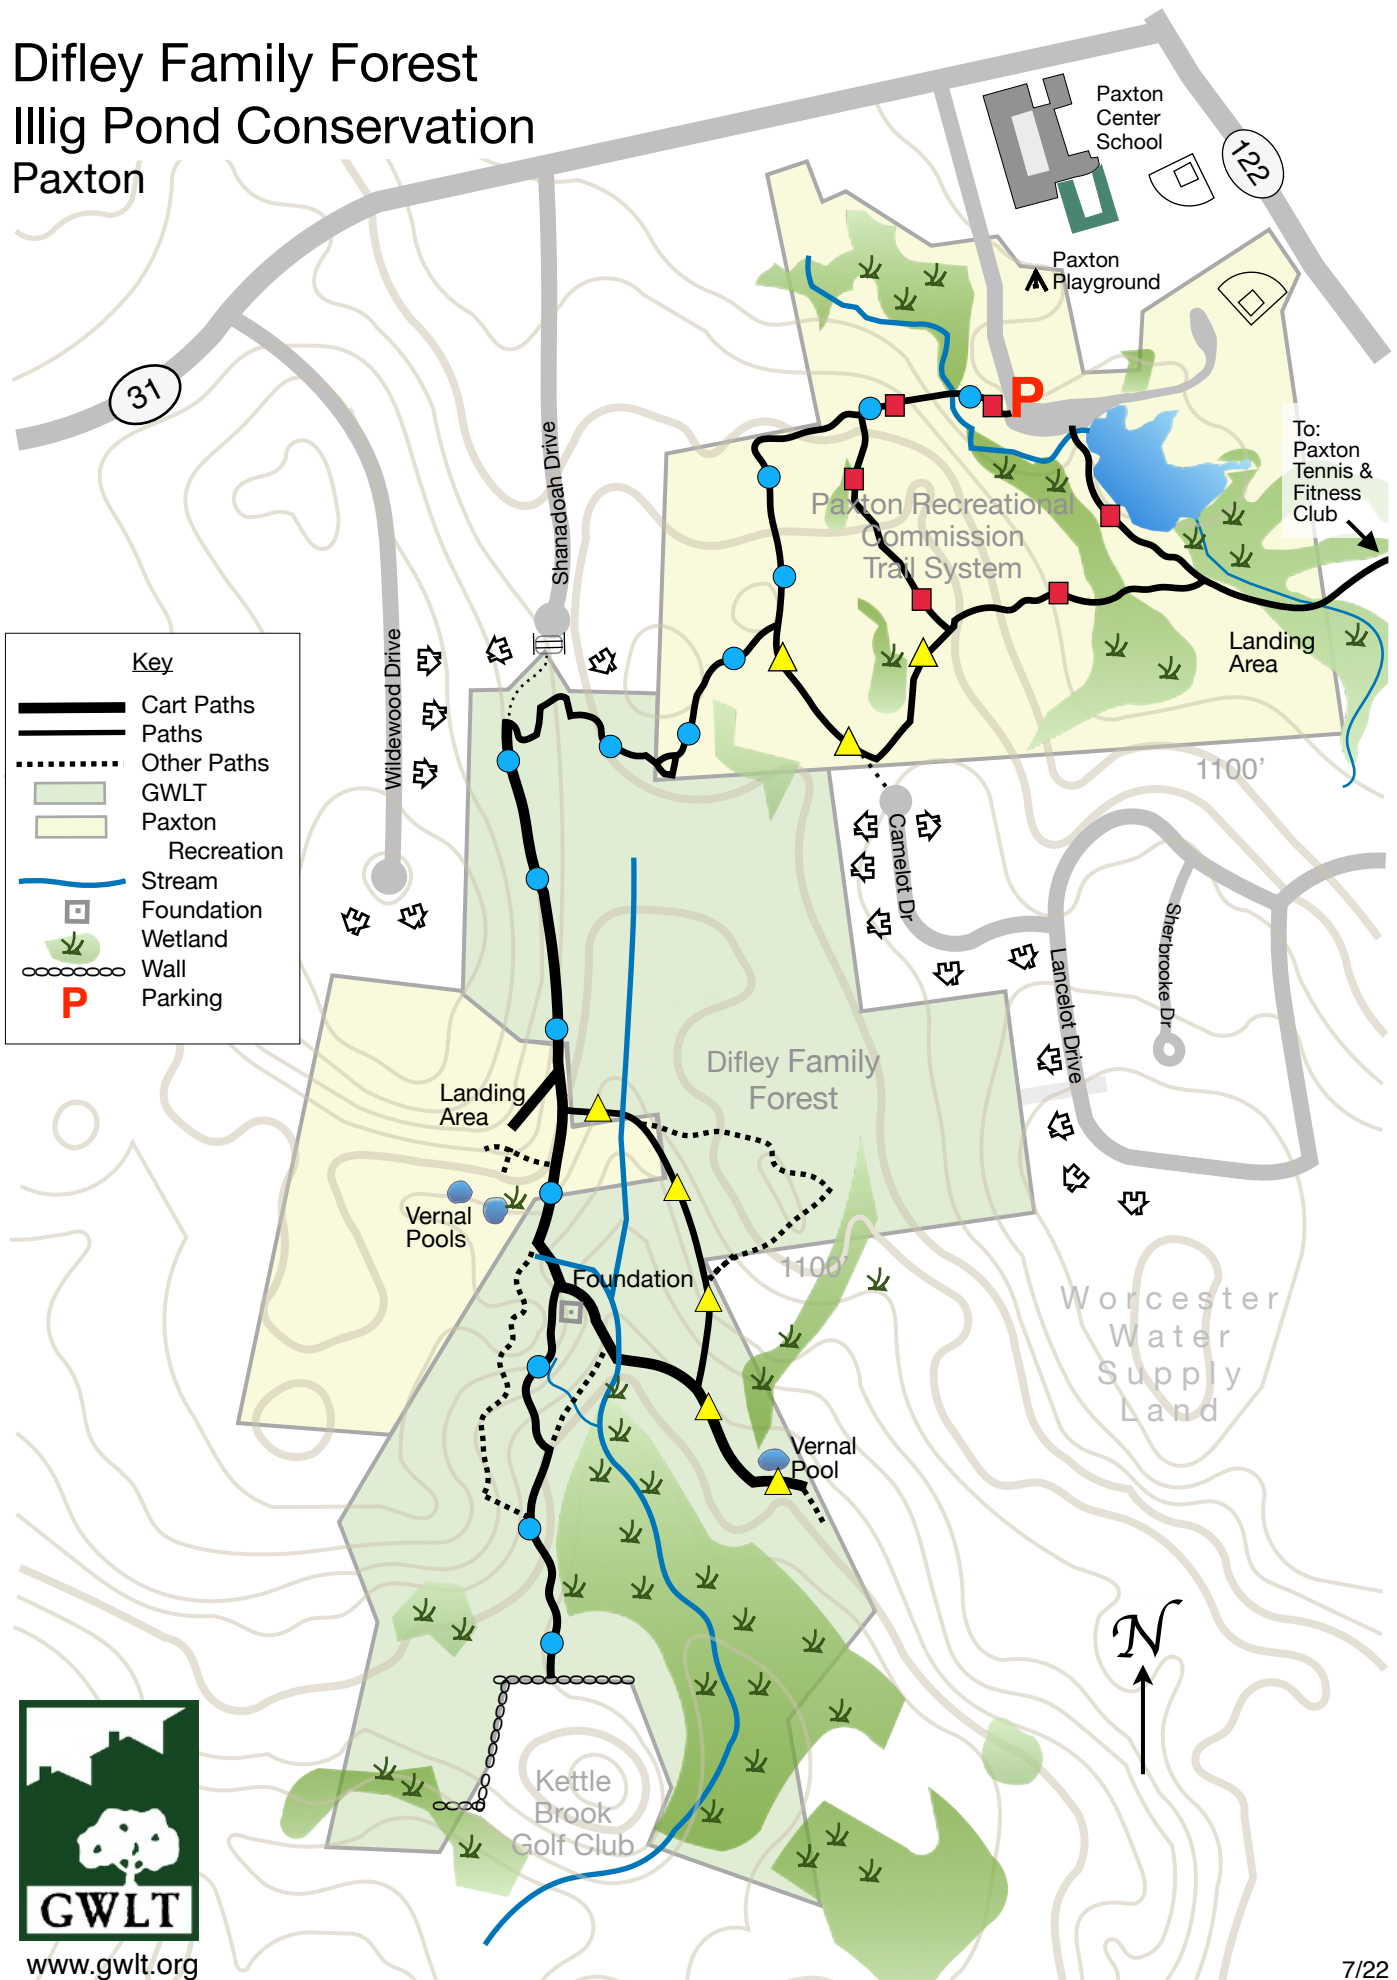 Difley Family Forest
Illig Pond Conservation
Paxton
Paxton
Center
School
122
Paxton
Playground
31
P
To:
Paxton
Tennis &
Fitness
Club
Shanadoah Drive
Paxton Recreational
Commission
Trail System
Landing
Area
Wildewood Drive
Key
Cart Paths
Paths
Other Paths
GWLT
Paxton
Recreation
Stream
Foundation
Wetland
Wall
P
Parking
1100'
Camelot Dr
Sherbrooke Dr
Lancelot Drive
Difley Family
Forest
Landing
Area
Vernal
Pools
Foundation
1100'
Worcester
Water
Supply
Land
Vernal
Pool
N
Kettle
Brook
Golf Club
GWLT
www.gwlt.org
7/22